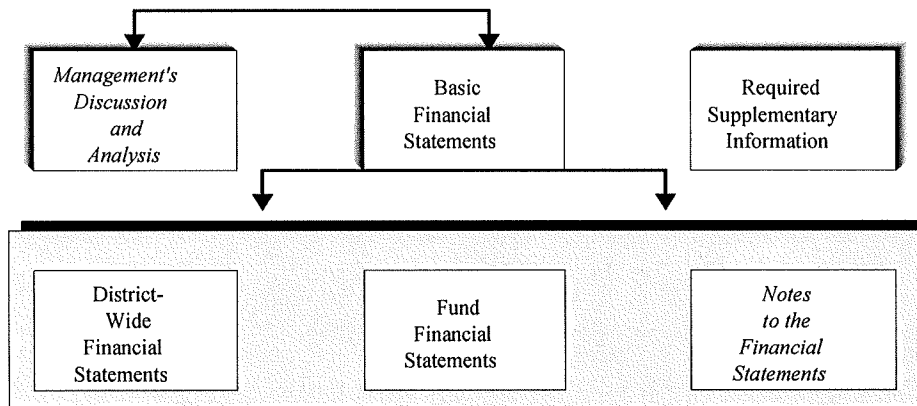 Management's
Discussion
and
Analysis
Basic
Financial
Statements
Required
Supplementary
Information
District-
Wide
Financial
Statements
Fund
Financial
Statements
Notes
to the
Financial
Statements